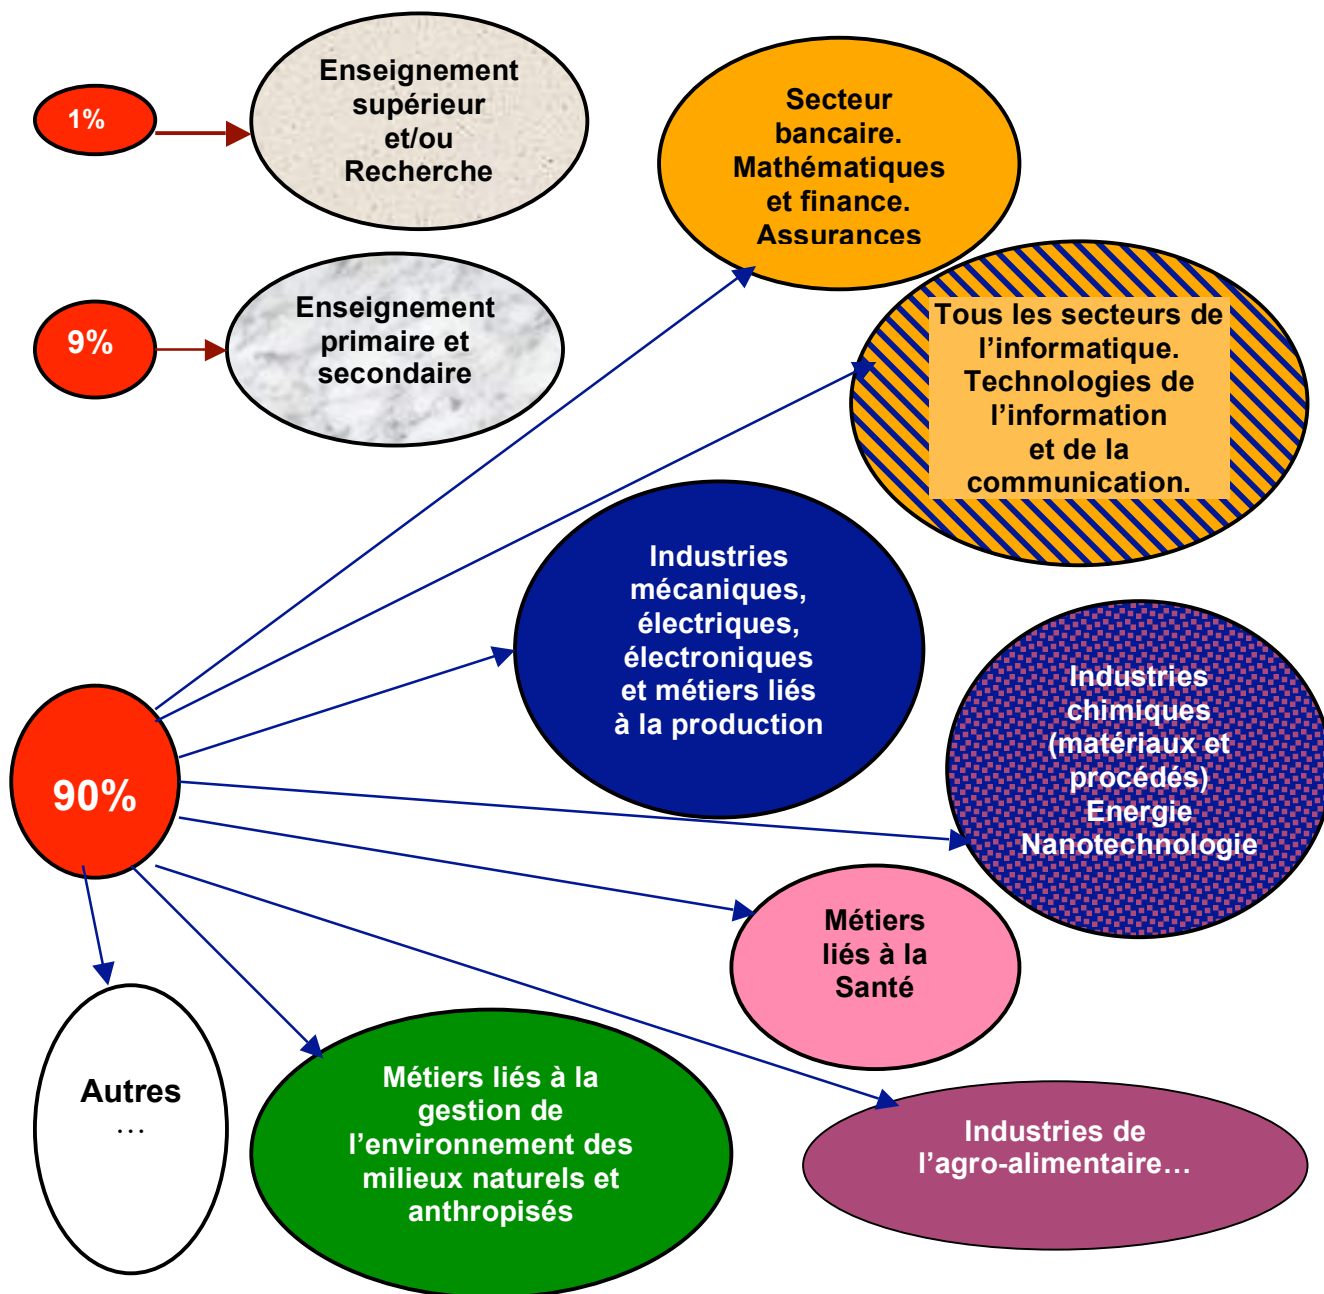 1%
Enseignement
supérieur
et/ou
Recherche
Secteur
bancaire.
Mathématiques
et finance.
Assurances
9%
Enseignement
primaire et
secondaire
Tous les secteurs de
l’informatique.
Technologies de
l’information
et de la
communication.
Industries
mécaniques,
électriques,
électroniques
et métiers liés
à la production
Industries
chimiques
(matériaux et
procédés)
Energie
Nanotechnologie
90%
Métiers
liés à la
Santé
Autres
…
Métiers liés à la
gestion de
l’environnement des
milieux naturels et
anthropisés
Industries de
l’agro-alimentaire…